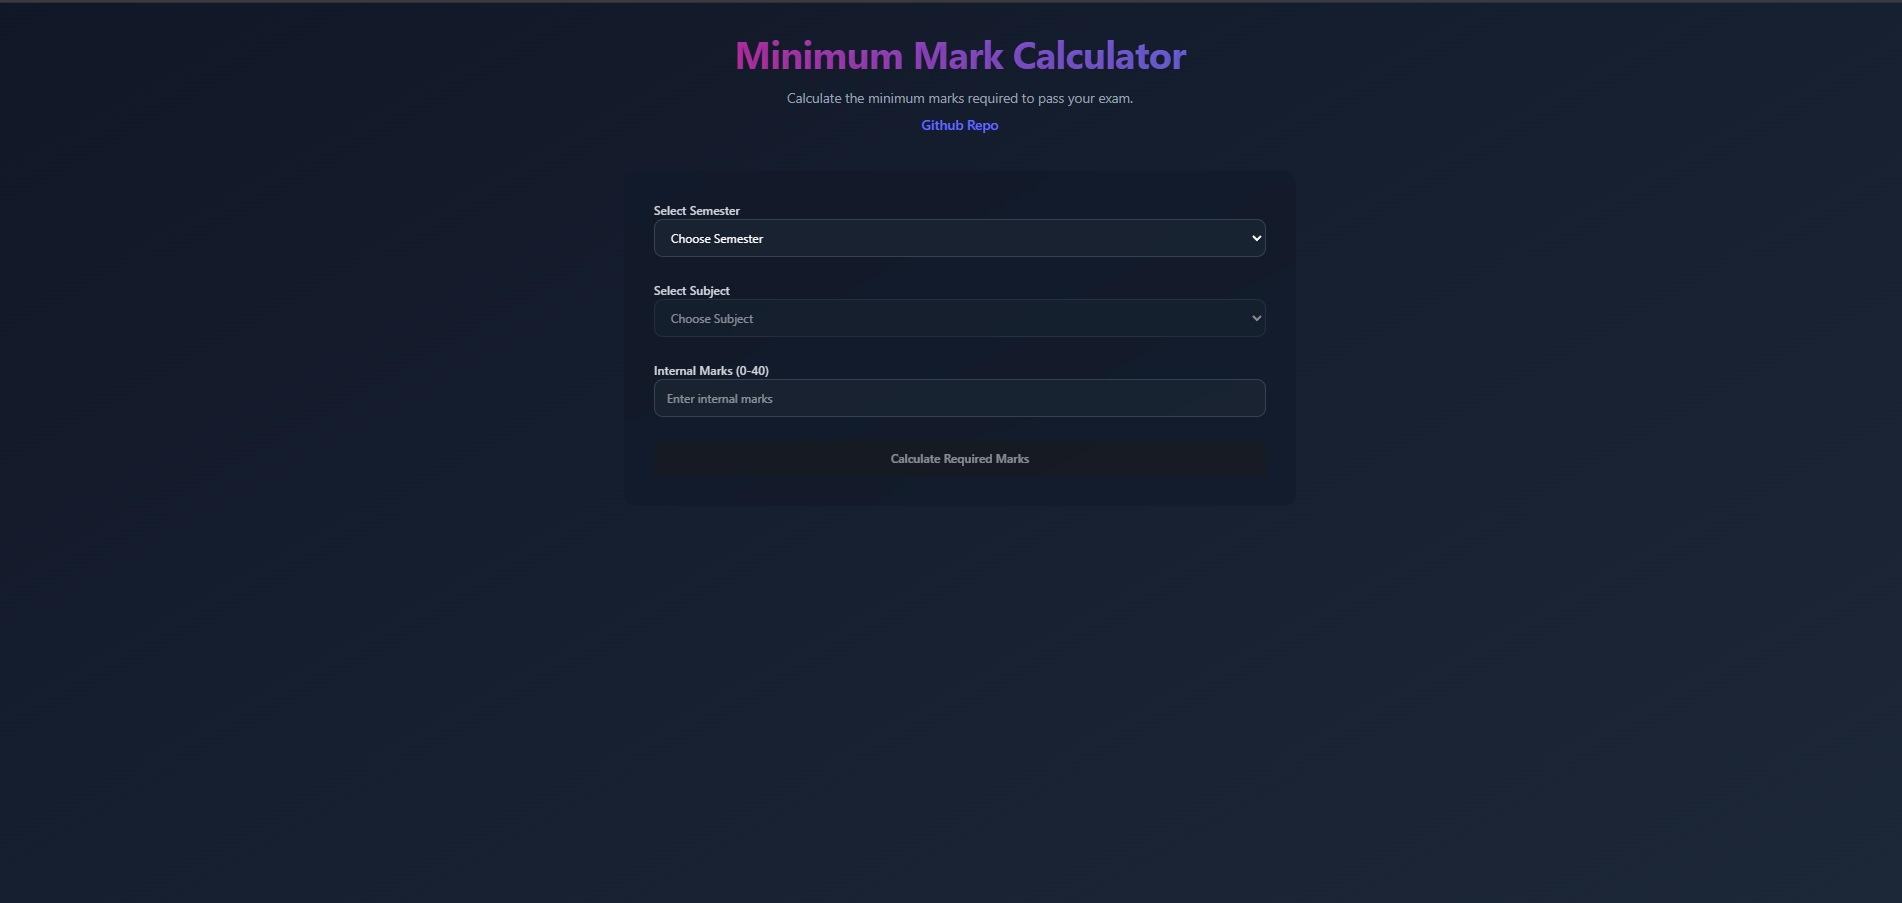 Minimum Mark Calculator
Calculate the minimum marks required to pass your exam.
Github Repo
Select Semester
Choose Semester
Select Subject
Choose Subject
Internal Marks (0-40)
Enter internal marks
Calculate Required Marks